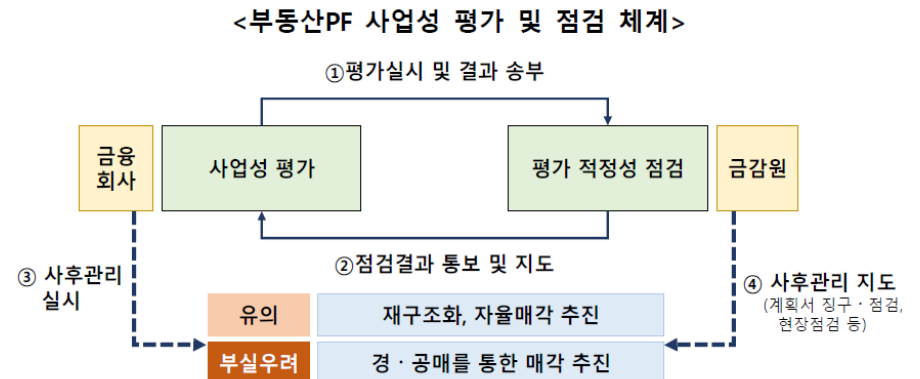 <부동산PF 사업성 평가 및 점검 체계>
①평가실시 및 결과 송부
금융
회사
사업성 평가
평가 적정성 점검
금감원
②점검결과 통보 및 지도
③ 사후관리
실시
④ 사후관리 지도
(계획서 징구 · 점검,
현장점검 등)
유의
재구조화, 자율매각 추진
부실우려
경 · 공매를 통한 매각 추진